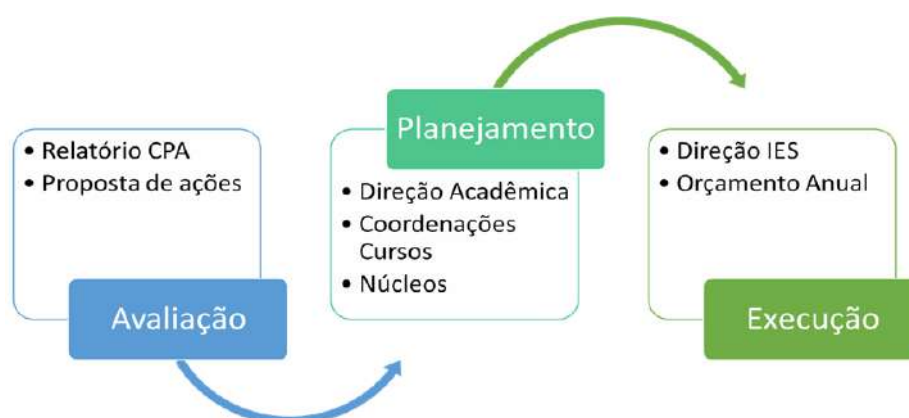 • Relatório CPA
• Proposta de ações
Avaliação
Planejamento
• Direção Acadêmica
• Coordenações
Cursos
• Núcleos
• Direção IES
• Orçamento Anual
Execução